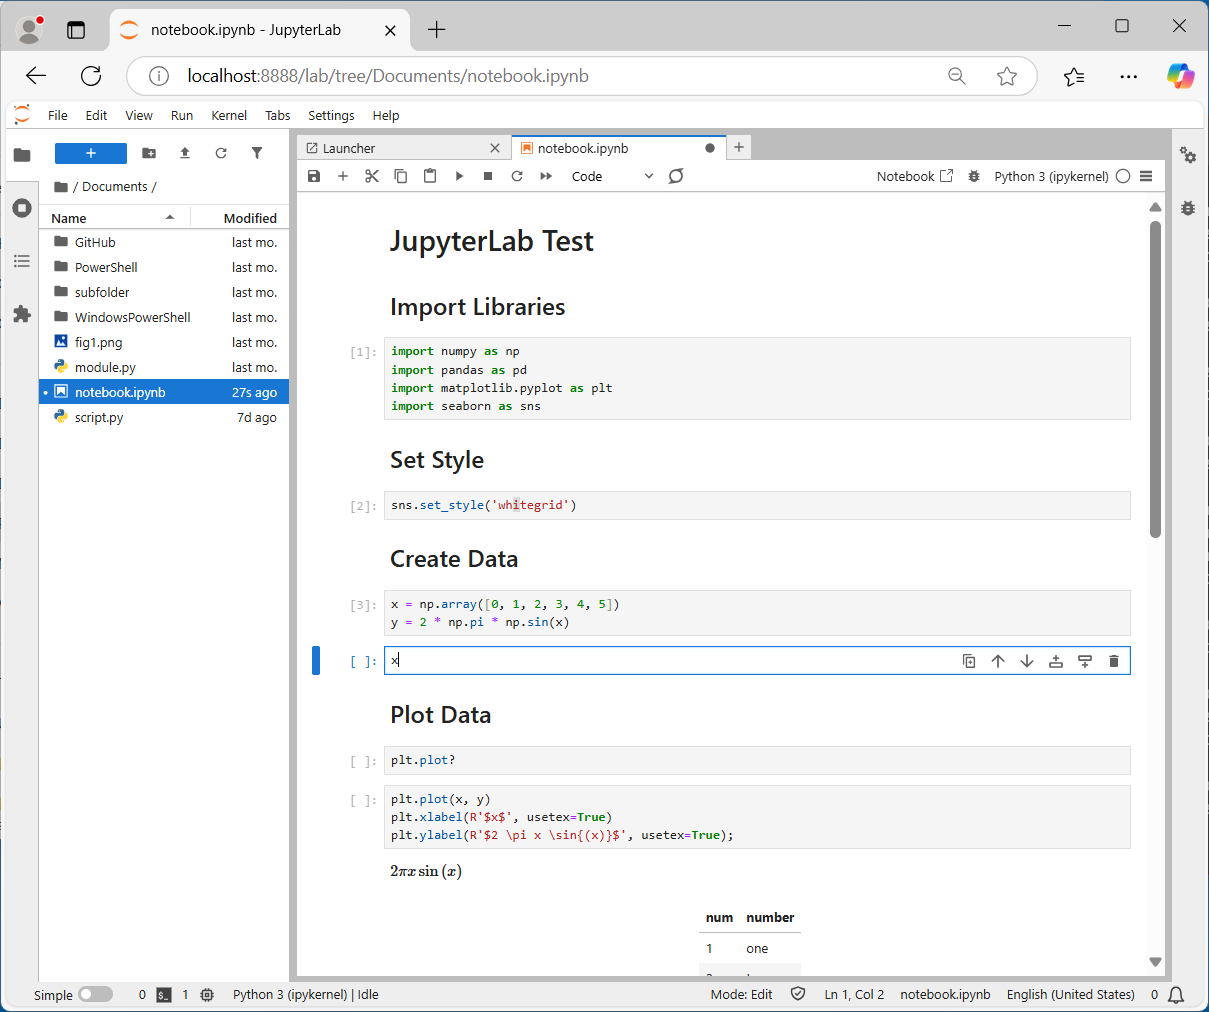 notebook.ipynb - JupyterLab
localhost:8888/lab/tree/Documents/notebook.ipynb
File Edit View Run Kernel Tabs Settings Help
+
/ Documents /
Name Modified
GitHub last mo.
PowerShell last mo.
subfolder last mo.
WindowsPowerShell last mo.
fig1.png last mo.
module.py last mo.
notebook.ipynb 27s ago
script.py 7d ago
Launcher
notebook.ipynb
Code
Notebook
Python 3 (ipykernel)
JupyterLab Test
Import Libraries
[1]: import numpy as np
import pandas as pd
import matplotlib.pyplot as plt
import seaborn as sns
Set Style
[2]: sns.set_style('whitegrid')
Create Data
[3]: x = np.array([0, 1, 2, 3, 4, 5])
y = 2 * np.pi * np.sin(x)
[ ]: x
Plot Data
[ ]: plt.plot?
[ ]: plt.plot(x, y)
plt.xlabel(R'$x$', usetex=True)
plt.ylabel(R'$2 \pi x \sin{(x)}$', usetex=True);
2πx sin (x)
num number
1 one
Simple 0 $_ 1 Python 3 (ipykernel) | Idle
Mode: Edit Ln 1, Col 2 notebook.ipynb English (United States) 0